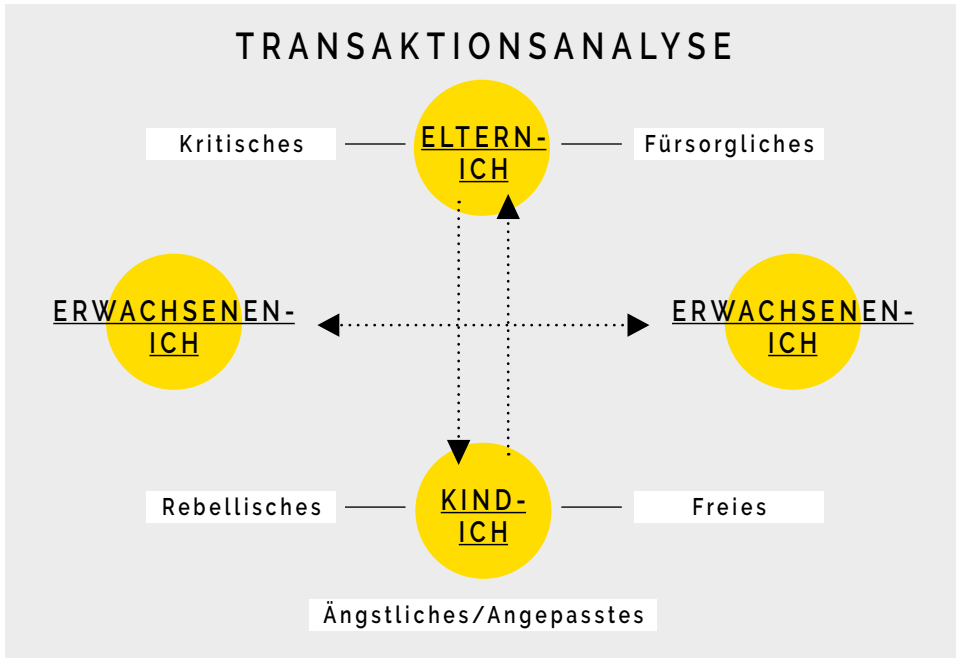 TRANSAKTIONSANALYSE
Kritisches
ELTERN-
ICH
Fürsorgliches
ERWACHSENEN-
ICH
ERWACHSENEN-
ICH
Rebellisches
KIND-
ICH
Freies
Ängstliches/Angepasstes